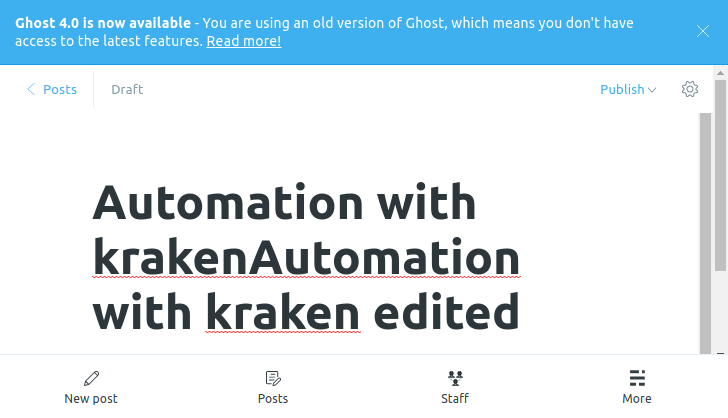 Ghost 4.0 is now available - You are using an old version of Ghost, which means you don't have
access to the latest features. Read more!
Posts
Draft
Publish
Automation with
krakenAutomation
with kraken edited
New post
Posts
Staff
More